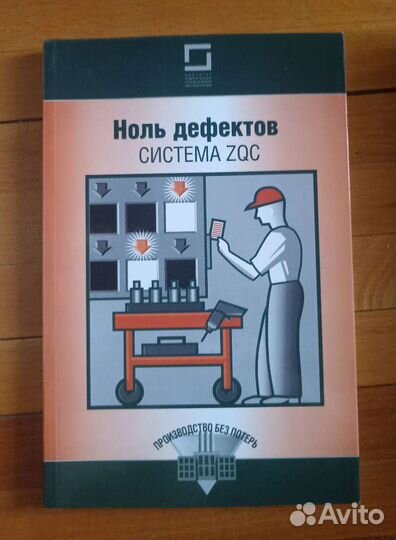 Ноль дефектов
СИСТЕМА ZQC
ПРОИЗВОДСТВО БЕЗ ПОТЕРЬ
Avito